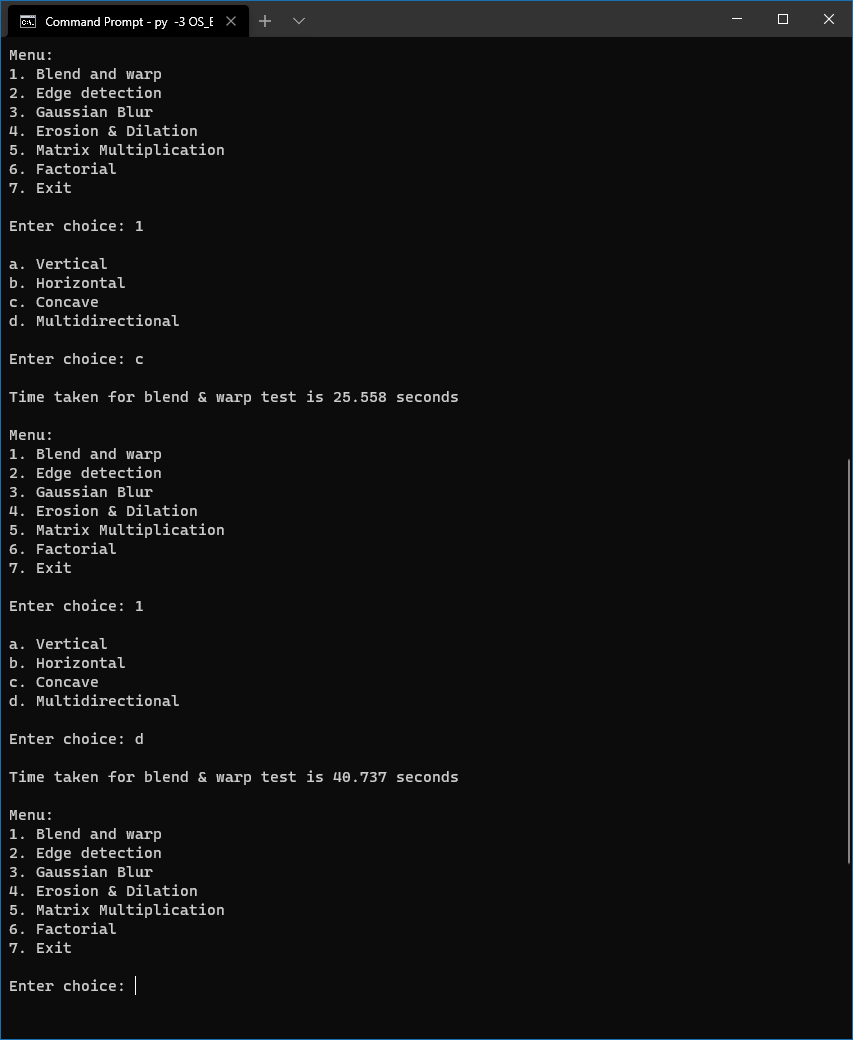 Command Prompt - py -3 OS_E
Menu:
1. Blend and warp
2. Edge detection
3. Gaussian Blur
4. Erosion & Dilation
5. Matrix Multiplication
6. Factorial
7. Exit
Enter choice: 1
a. Vertical
b. Horizontal
c. Concave
d. Multidirectional
Enter choice: c
Time taken for blend & warp test is 25.558 seconds
Menu:
1. Blend and warp
2. Edge detection
3. Gaussian Blur
4. Erosion & Dilation
5. Matrix Multiplication
6. Factorial
7. Exit
Enter choice: 1
a. Vertical
b. Horizontal
c. Concave
d. Multidirectional
Enter choice: d
Time taken for blend & warp test is 40.737 seconds
Menu:
1. Blend and warp
2. Edge detection
3. Gaussian Blur
4. Erosion & Dilation
5. Matrix Multiplication
6. Factorial
7. Exit
Enter choice: